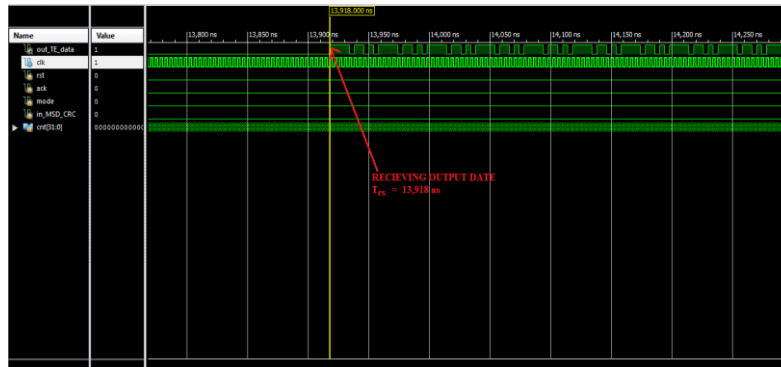 13,918.000 ns
Name Value 13,800 ns 13,850 ns 13,900 ns 13,950 ns 14,000 ns 14,050 ns 14,100 ns 14,150 ns 14,200 ns 14,250 ns
out_TE_data 1
clk 1
rst 0
ack 0
mode 0
in_MSD_CRC 0
cnt[31:0] 000000000000
RECIEVING OUTPUT DATE
Trs = 13,918 ns